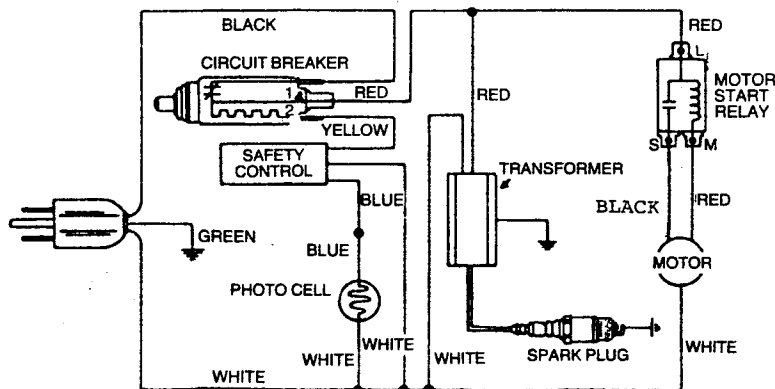 BLACK
RED
CIRCUIT BREAKER
L
1
RED
2
RED
MOTOR
START
RELAY
YELLOW
S
M
SAFETY
CONTROL
TRANSFORMER
BLUE
BLACK
RED
GREEN
BLUE
MOTOR
PHOTO CELL
WHITE
WHITE
WHITE
WHITE
SPARK PLUG
WHITE